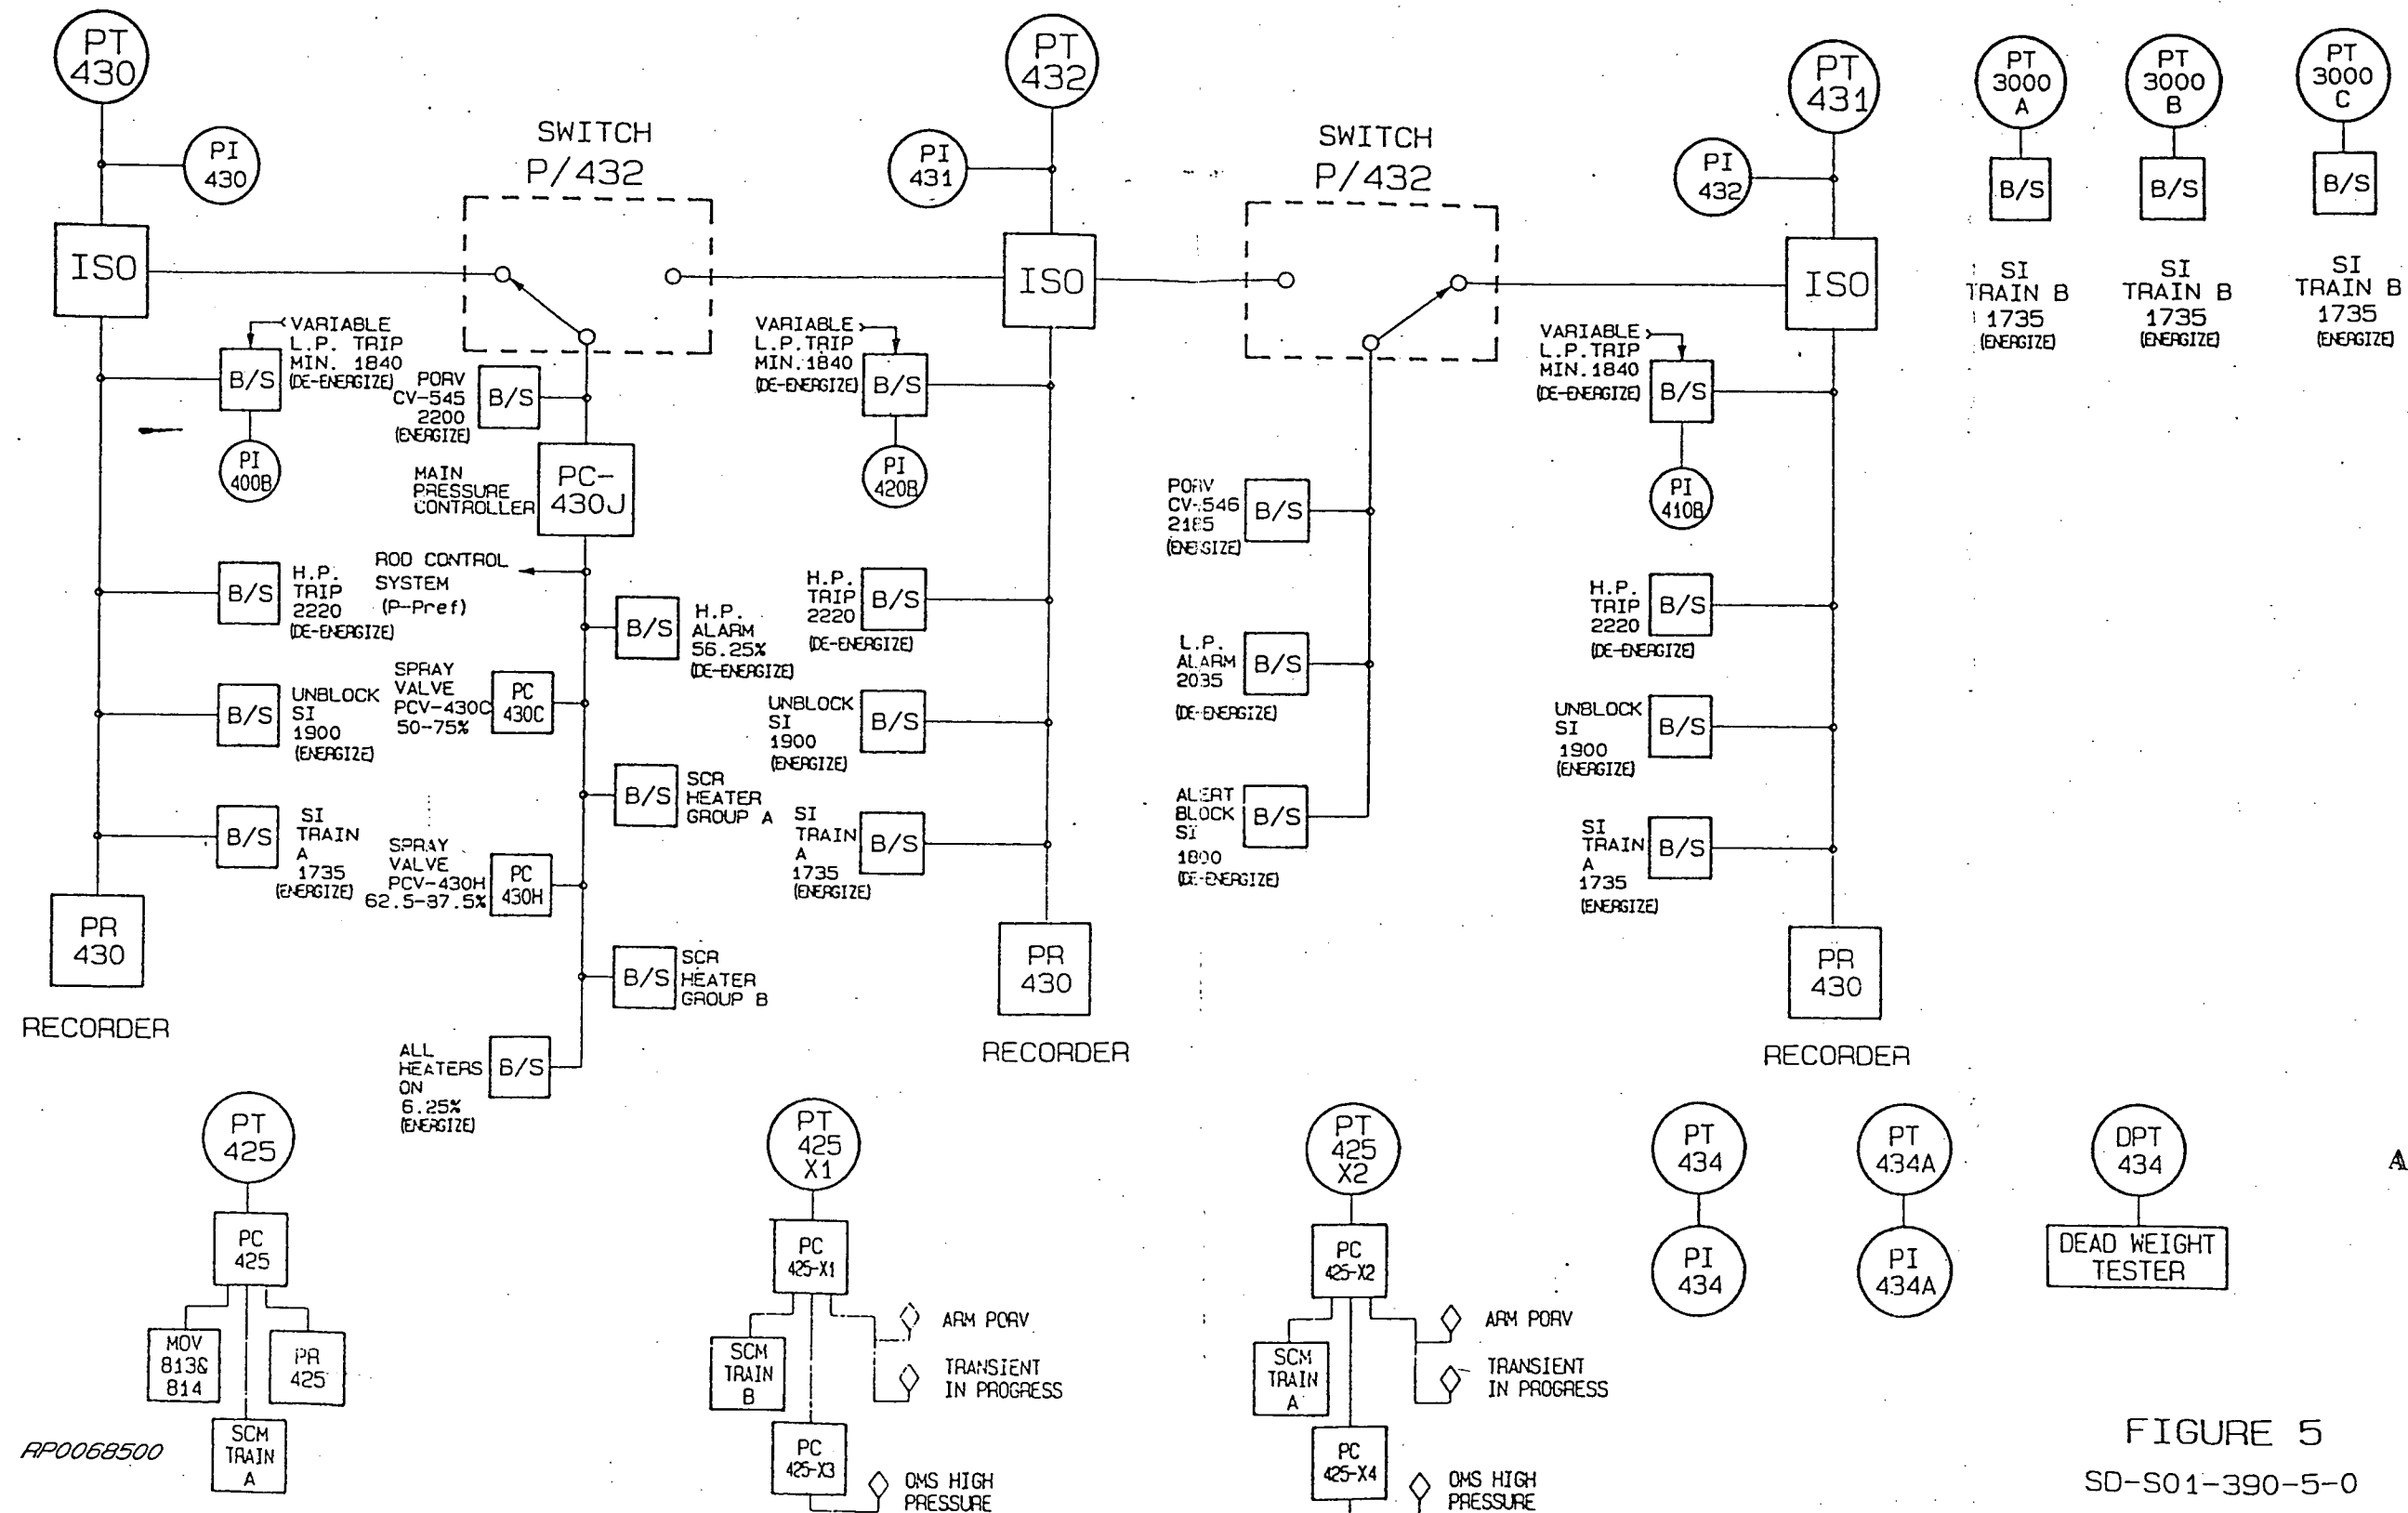 PT
430
PI
430
ISO
VARIABLE
L.P. TRIP
MIN. 1840
(DE-ENERGIZE)
B/S
PI
400B
B/S
H.P.
TRIP
2220
(DE-ENERGIZE)
B/S
UNBLOCK
SI
1900
(ENERGIZE)
B/S
SI
TRAIN
A
1735
(ENERGIZE)
PR
430
RECORDER
SWITCH
P/432
PORV
CV-545
2200
(ENERGIZE)
B/S
MAIN
PRESSURE
CONTROLLER
PC-
430J
ROD CONTROL
SYSTEM
(P-Pref)
B/S
H.P.
ALARM
56.25%
(DE-ENERGIZE)
SPRAY
VALVE
PCV-430C
50-75%
PC
430C
B/S
SCR
HEATER
GROUP A
SPRAY
VALVE
PCV-430H
62.5-87.5%
PC
430H
B/S
SCR
HEATER
GROUP B
ALL
HEATERS
ON
6.25%
(ENERGIZE)
B/S
PT
432
PI
431
ISO
VARIABLE
L.P. TRIP
MIN. 1840
(DE-ENERGIZE)
B/S
PI
420B
H.P.
TRIP
2220
(DE-ENERGIZE)
B/S
UNBLOCK
SI
1900
(ENERGIZE)
B/S
SI
TRAIN
A
1735
(ENERGIZE)
B/S
PR
430
RECORDER
SWITCH
P/432
PORV
CV-546
2185
(ENERGIZE)
B/S
L.P.
ALARM
2035
(DE-ENERGIZE)
B/S
ALERT
BLOCK
SI
1800
(DE-ENERGIZE)
B/S
PT
431
PI
432
ISO
VARIABLE
L.P. TRIP
MIN. 1840
(DE-ENERGIZE)
B/S
PI
410B
H.P.
TRIP
2220
(DE-ENERGIZE)
B/S
UNBLOCK
SI
1900
(ENERGIZE)
B/S
SI
TRAIN
A
1735
(ENERGIZE)
B/S
PR
430
RECORDER
PT
3000
A
B/S
SI
TRAIN B
1735
(ENERGIZE)
PT
3000
B
B/S
SI
TRAIN B
1735
(ENERGIZE)
PT
3000
C
B/S
SI
TRAIN B
1735
(ENERGIZE)
PT
425
PC
425
MOV
813&
814
PR
425
SCM
TRAIN
A
PT
425
X1
PC
425-X1
SCM
TRAIN
B
ARM PORV
TRANSIENT
IN PROGRESS
PC
425-X3
OMS HIGH
PRESSURE
PT
425
X2
PC
425-X2
SCM
TRAIN
A
ARM PORV
TRANSIENT
IN PROGRESS
PC
425-X4
OMS HIGH
PRESSURE
PT
434
PI
434
PT
434A
PI
434A
DPT
434
DEAD WEIGHT
TESTER
A
RP0068500
FIGURE 5
SD-S01-390-5-0